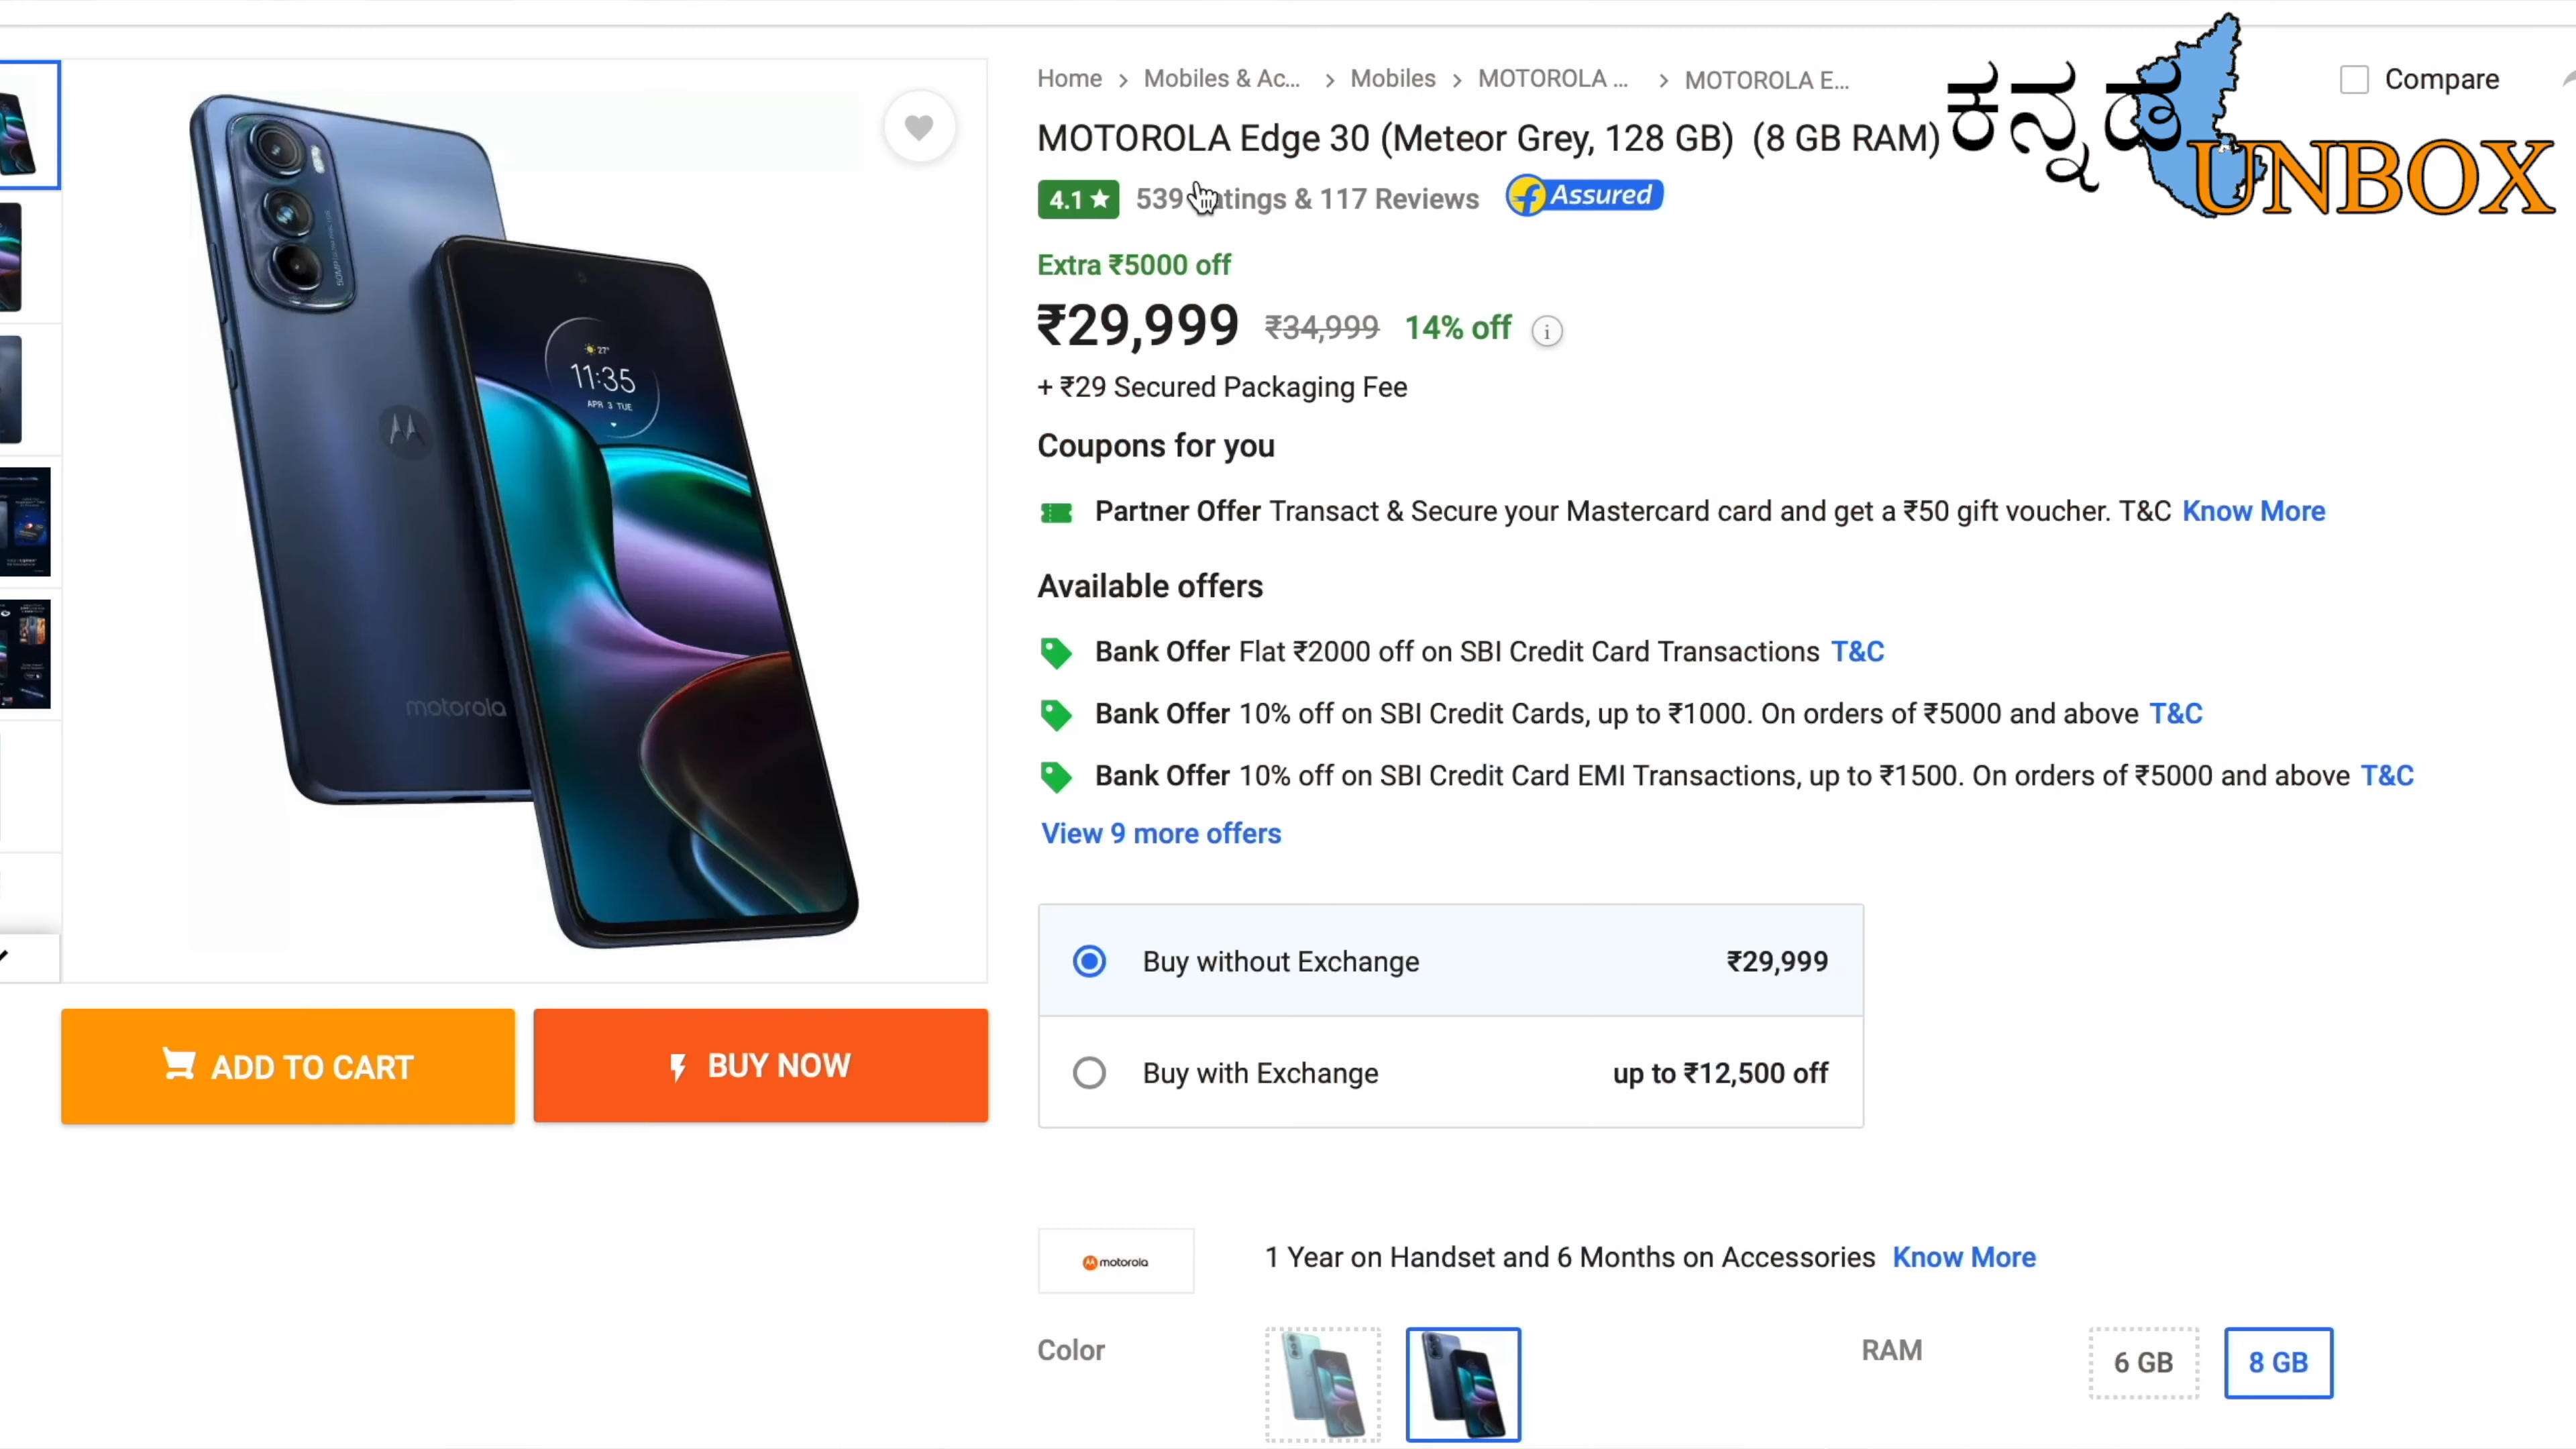 Home > Mobiles & Ac... > Mobiles > MOTOROLA ... > MOTOROLA E...
Compare
ಕನ್ನಡ
UNBOX
MOTOROLA Edge 30 (Meteor Grey, 128 GB) (8 GB RAM)
4.1 ★ 539 & 117 Reviews
Assured
Extra ₹5000 off
₹29,999 ₹34,999 14% off i
+ ₹29 Secured Packaging Fee
Coupons for you
Partner Offer Transact & Secure your Mastercard card and get a ₹50 gift voucher. T&C Know More
Available offers
Bank Offer Flat ₹2000 off on SBI Credit Card Transactions T&C
Bank Offer 10% off on SBI Credit Cards, up to ₹1000. On orders of ₹5000 and above T&C
Bank Offer 10% off on SBI Credit Card EMI Transactions, up to ₹1500. On orders of ₹5000 and above T&C
View 9 more offers
Buy without Exchange ₹29,999
Buy with Exchange up to ₹12,500 off
27°
11:35
APR 3 TUE
motorola
ADD TO CART
BUY NOW
motorola
1 Year on Handset and 6 Months on Accessories Know More
Color
RAM
6 GB
8 GB